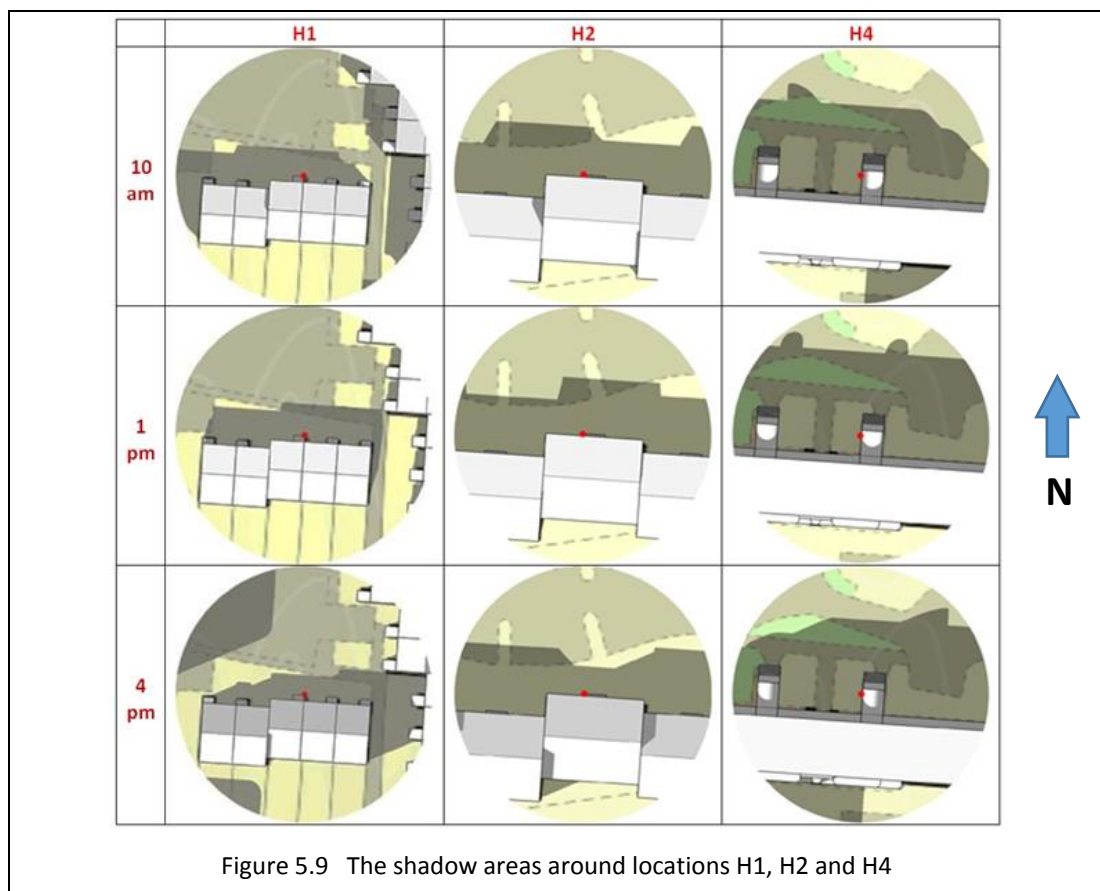 H1 H2 H4
10
am
1
pm
N
4
pm
Figure 5.9 The shadow areas around locations H1, H2 and H4